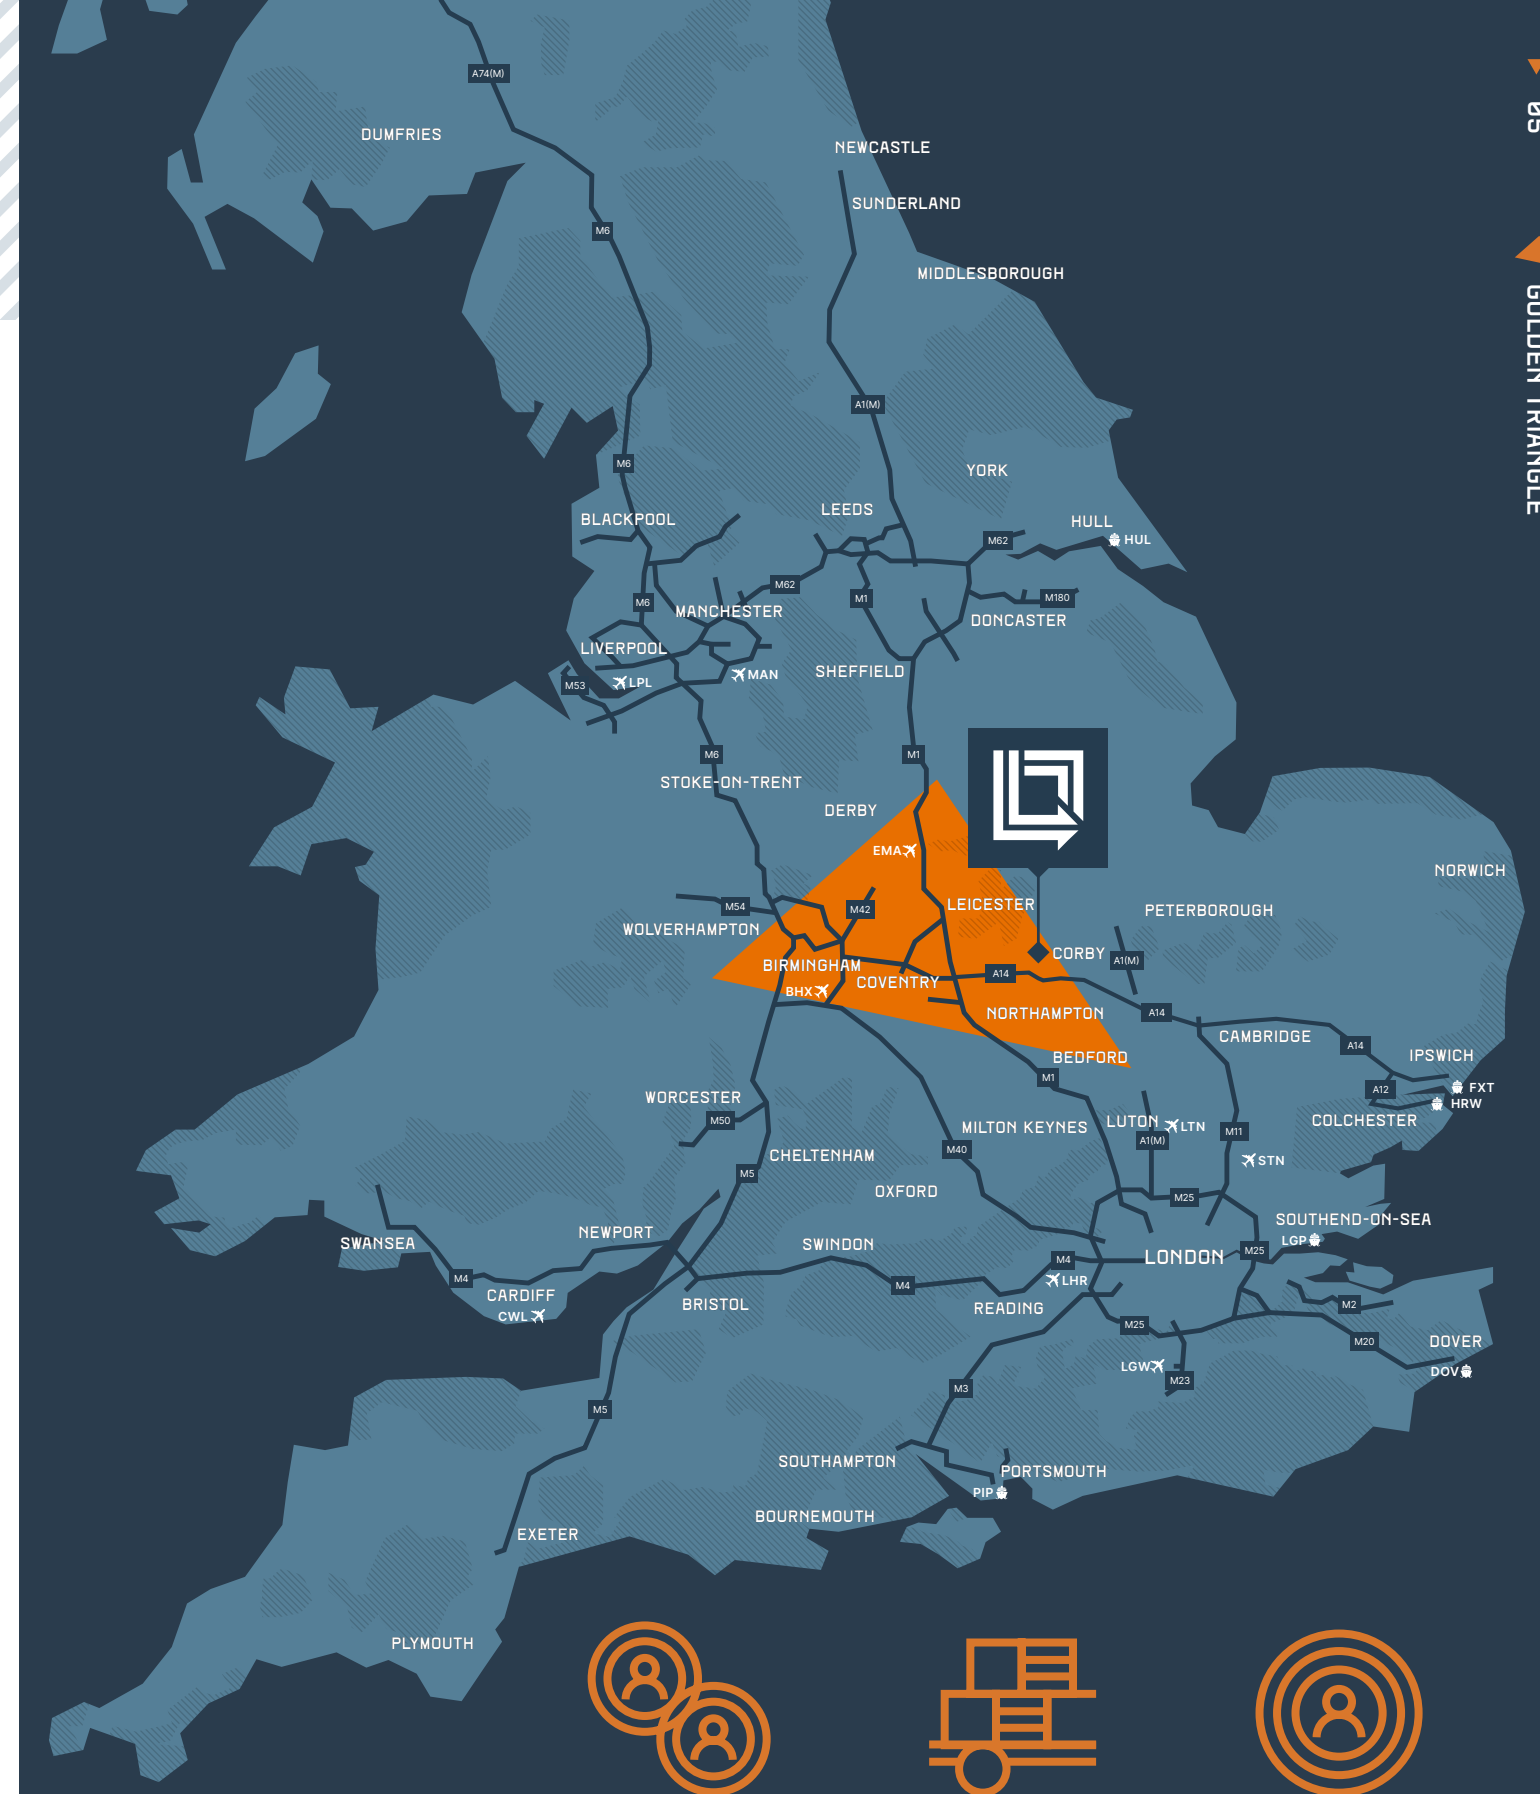 05
GOLDEN TRIANGLE
A74(M)
DUMFRIES
NEWCASTLE
SUNDERLAND
M6
MIDDLESBOROUGH
A1(M)
M6
YORK
BLACKPOOL
LEEDS
HULL
M62
HUL
M62
M6
M1
M180
MANCHESTER
DONCASTER
LIVERPOOL
SHEFFIELD
M53
LPL
MAN
M6
M1
STOKE-ON-TRENT
DERBY
EMA
NORWICH
M54
M42
LEICESTER
PETERBOROUGH
WOLVERHAMPTON
CORBY
A1(M)
BIRMINGHAM
COVENTRY
A14
BHX
NORTHAMPTON
A14
CAMBRIDGE
A14
IPSWICH
BEDFORD
M1
A12
FXT
HRW
WORCESTER
M50
MILTON KEYNES
LUTON
LTN
COLCHESTER
A1(M)
M11
M40
CHELTENHAM
STN
M5
OXFORD
M25
SOUTHEND-ON-SEA
NEWPORT
LGP
SWANSEA
SWINDON
M25
LONDON
M4
M4
LHR
M4
CARDIFF
CWL
BRISTOL
READING
M2
M25
M20
DOVER
LGW
DOV
M23
M3
M5
SOUTHAMPTON
PORTSMOUTH
PIP
BOURNEMOUTH
EXETER
PLYMOUTH